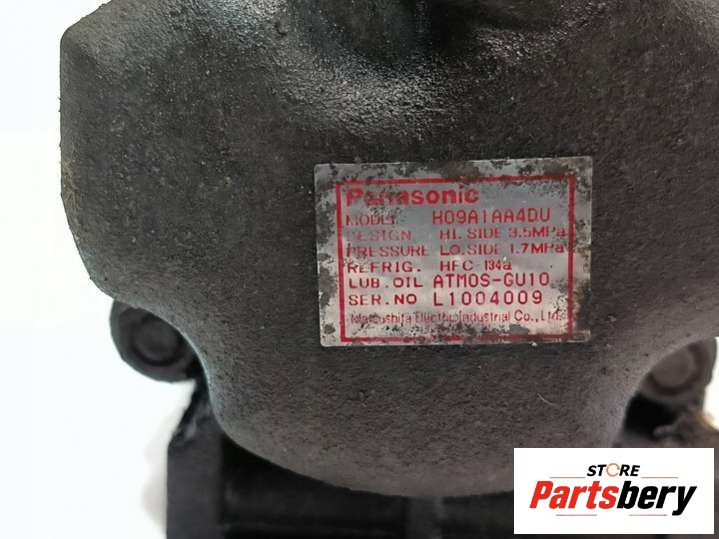 Panasonic
MODEL H09A1AA4DU
DESIGN HI. SIDE 3.5MPa
PRESSURE LO. SIDE 1.7MPa
REFRIG. HFC 134a
LUB. OIL ATMOS-GU10
SER. NO L1004009
Matsushita Electric Industrial Co., Ltd.
STORE
Partsbery